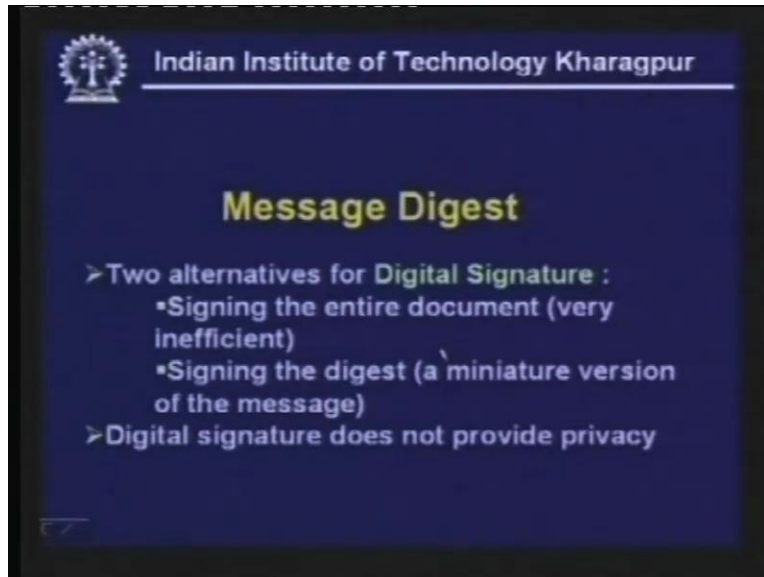 Indian Institute of Technology Kharagpur
Message Digest
➢Two alternatives for Digital Signature :
▪Signing the entire document (very
inefficient)
▪Signing the digest (a miniature version
of the message)
➢Digital signature does not provide privacy